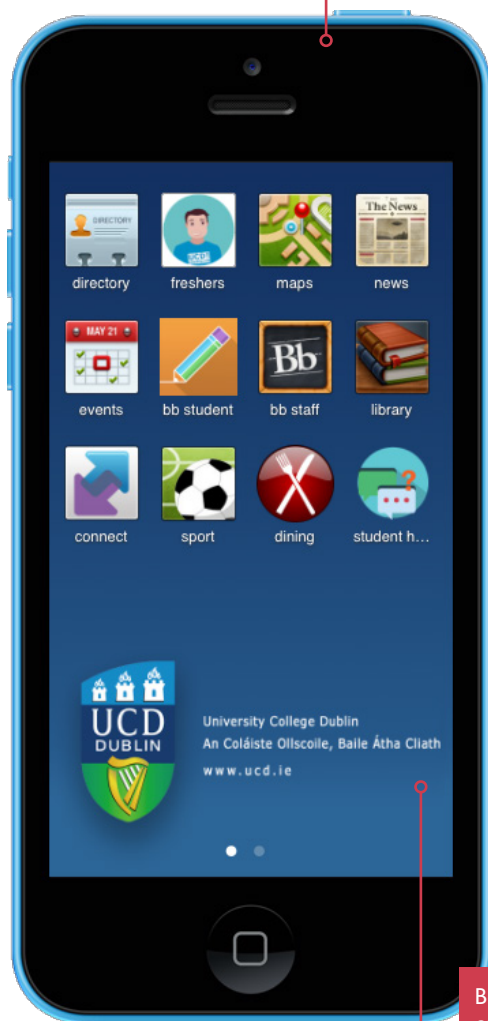 DIRECTORY
UCD!
The News
directory
freshers
maps
news
MAY 21
Bb
events
bb student
bb staff
library
?
connect
sport
dining
student h...
UCD
DUBLIN
University College Dublin
An Coláiste Ollscoile, Baile Átha Cliath
www.ucd.ie
B